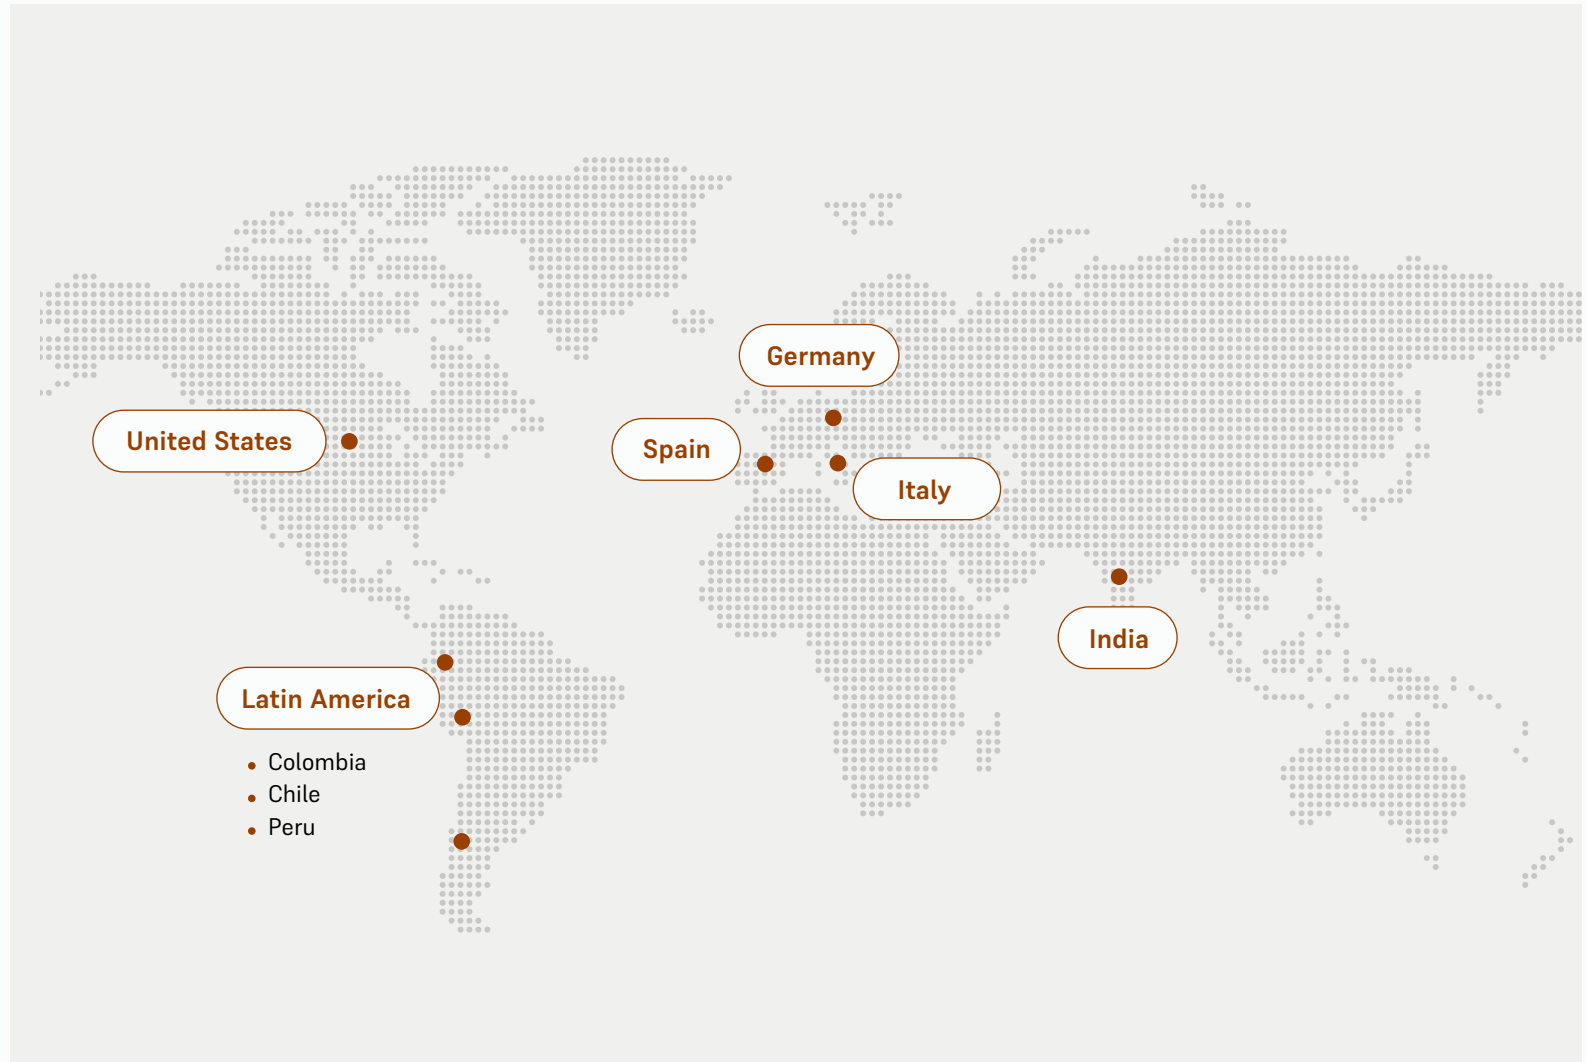 Germany
United States
Spain
Italy
India
Latin America
Colombia
Chile
Peru